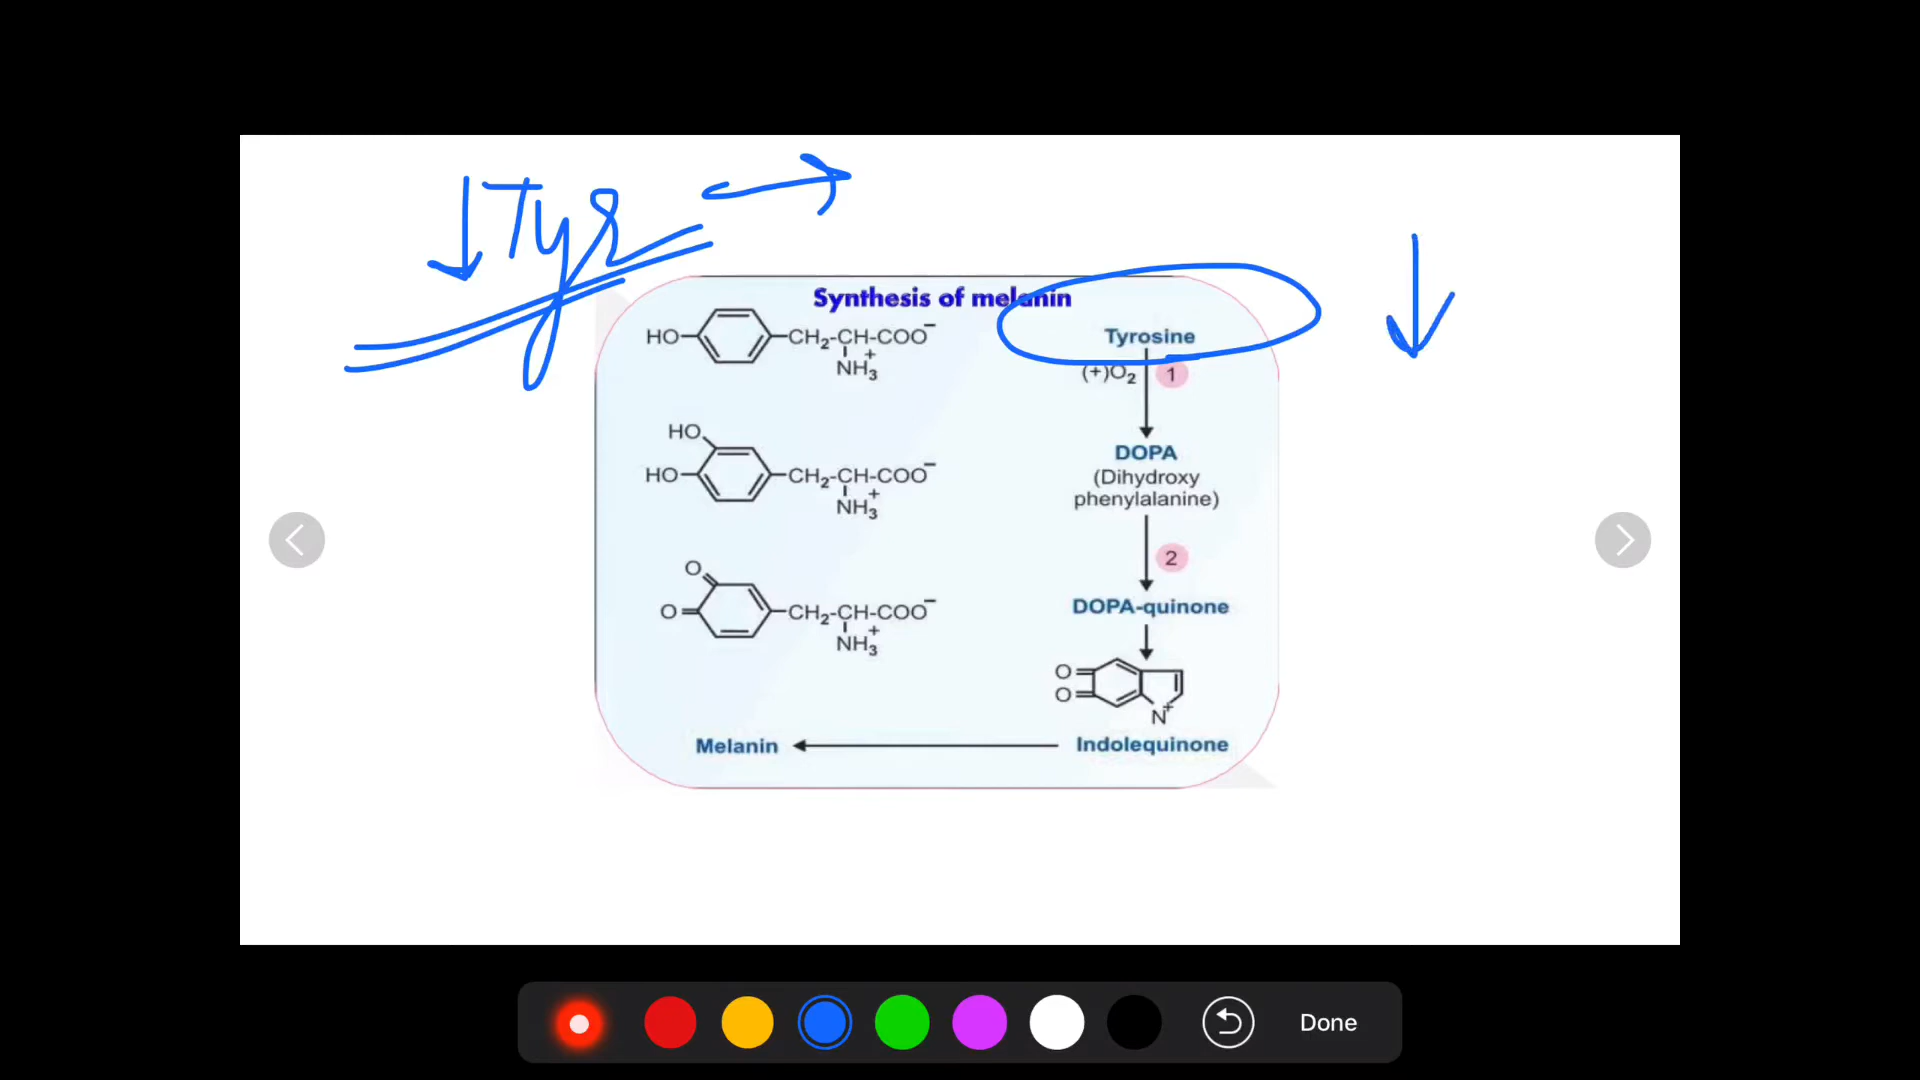 ↓Tyr →
↓
Synthesis of melanin
HO
CH2-CH-COO−
NH3
+
Tyrosine
(+)O2
1
HO
HO
CH2-CH-COO−
NH3
+
DOPA
(Dihydroxy
phenylalanine)
2
O
O
CH2-CH-COO−
NH3
+
DOPA-quinone
O
O
N+
Melanin
Indolequinone
Done